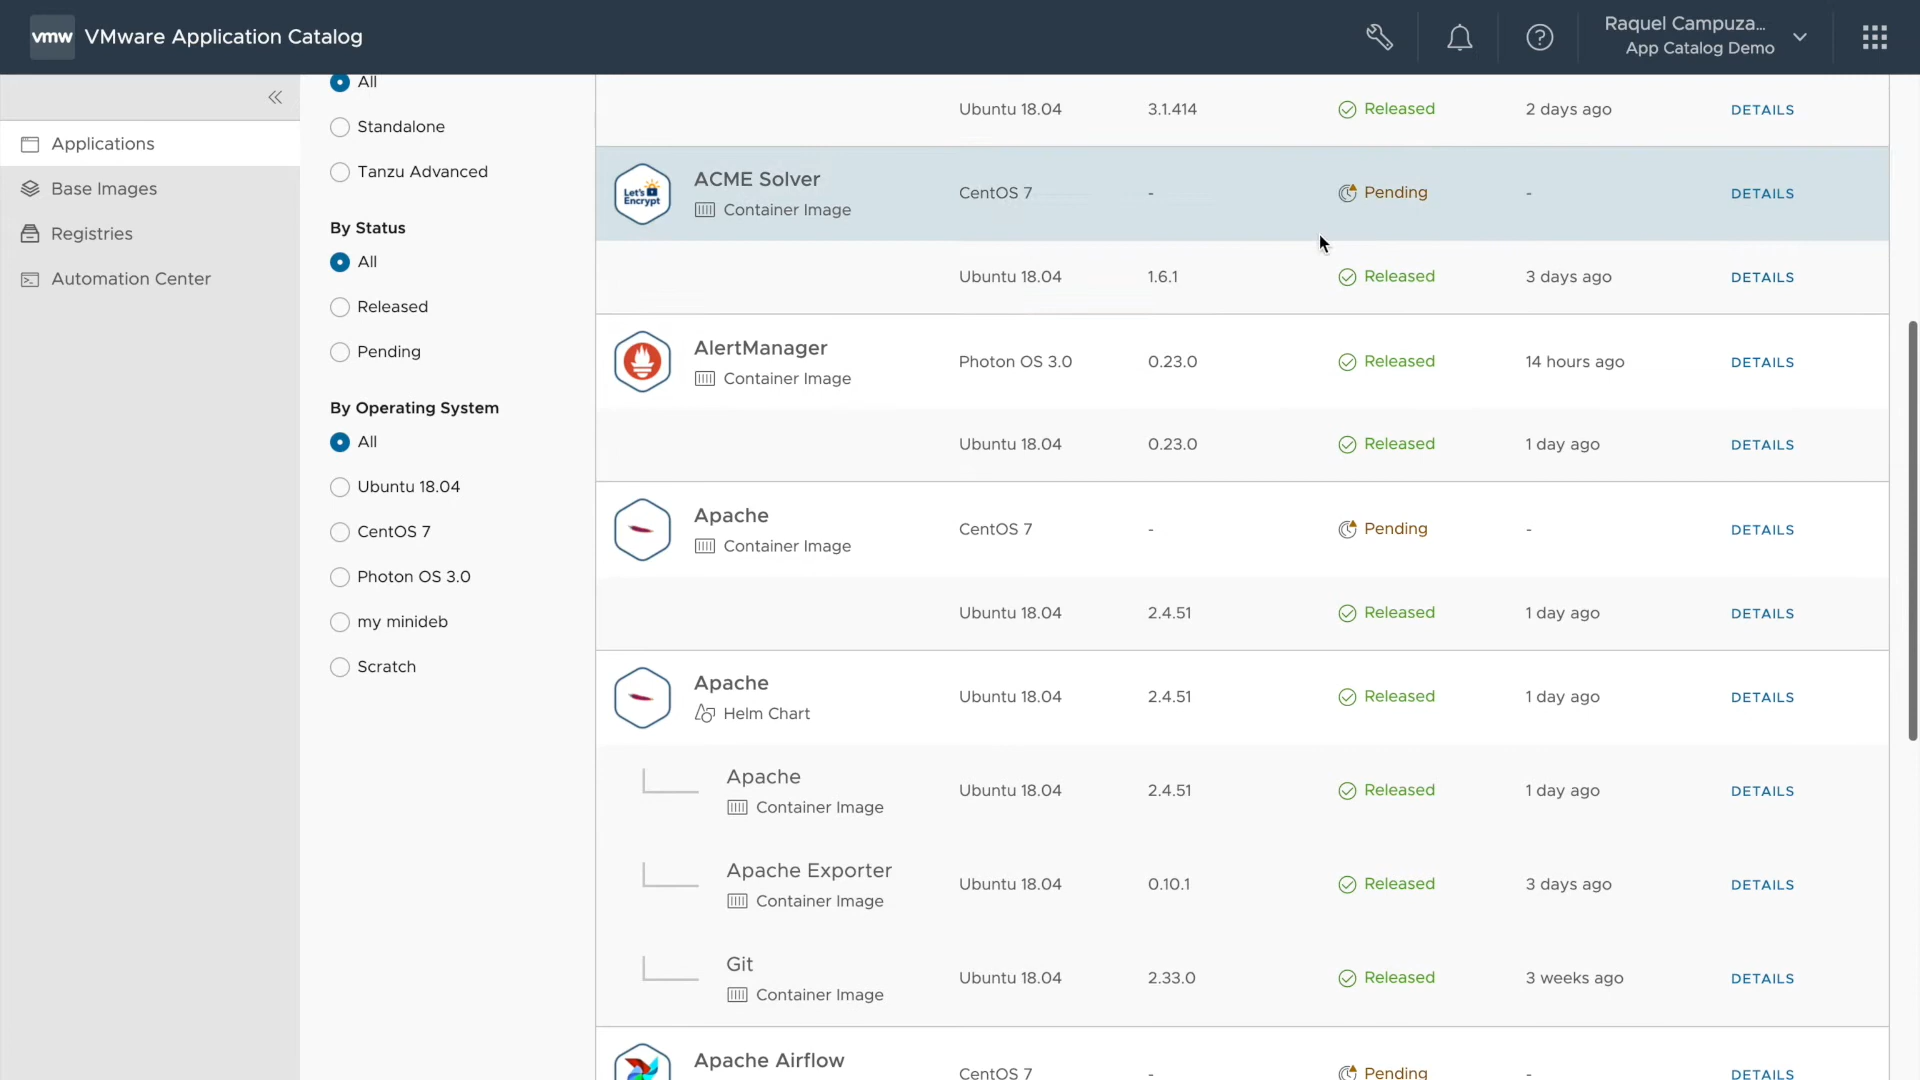 vmw VMware Application Catalog
Raquel Campuza...
App Catalog Demo
Applications
Base Images
Registries
Automation Center
All
Standalone
Tanzu Advanced
By Status
All
Released
Pending
By Operating System
All
Ubuntu 18.04
CentOS 7
Photon OS 3.0
my minideb
Scratch
Ubuntu 18.04 3.1.414 Released 2 days ago DETAILS
Let's Encrypt
ACME Solver
Container Image
CentOS 7 - Pending - DETAILS
Ubuntu 18.04 1.6.1 Released 3 days ago DETAILS
AlertManager
Container Image
Photon OS 3.0 0.23.0 Released 14 hours ago DETAILS
Ubuntu 18.04 0.23.0 Released 1 day ago DETAILS
Apache
Container Image
CentOS 7 - Pending - DETAILS
Ubuntu 18.04 2.4.51 Released 1 day ago DETAILS
Apache
Helm Chart
Ubuntu 18.04 2.4.51 Released 1 day ago DETAILS
Apache
Container Image
Ubuntu 18.04 2.4.51 Released 1 day ago DETAILS
Apache Exporter
Container Image
Ubuntu 18.04 0.10.1 Released 3 days ago DETAILS
Git
Container Image
Ubuntu 18.04 2.33.0 Released 3 weeks ago DETAILS
Apache Airflow
CentOS 7 - Pending - DETAILS